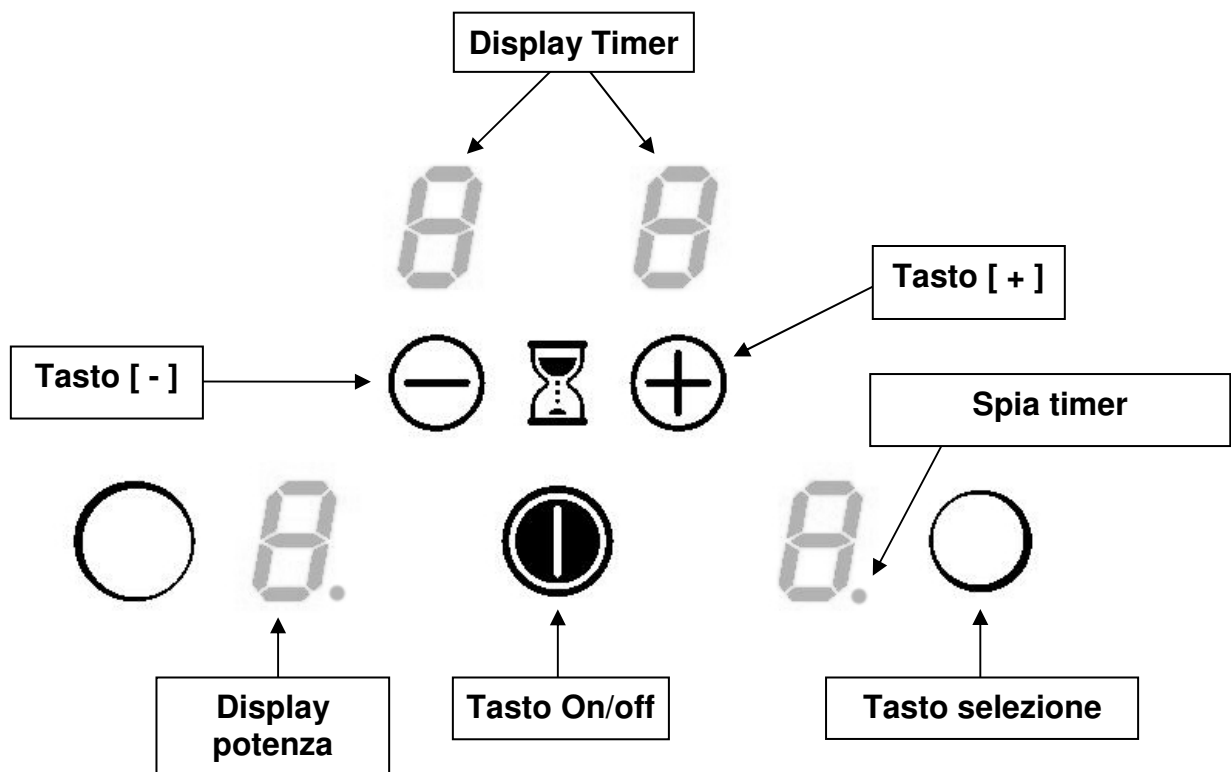 Display Timer
Tasto [ + ]
Tasto [ - ]
Spia timer
Display
potenza
Tasto On/off
Tasto selezione